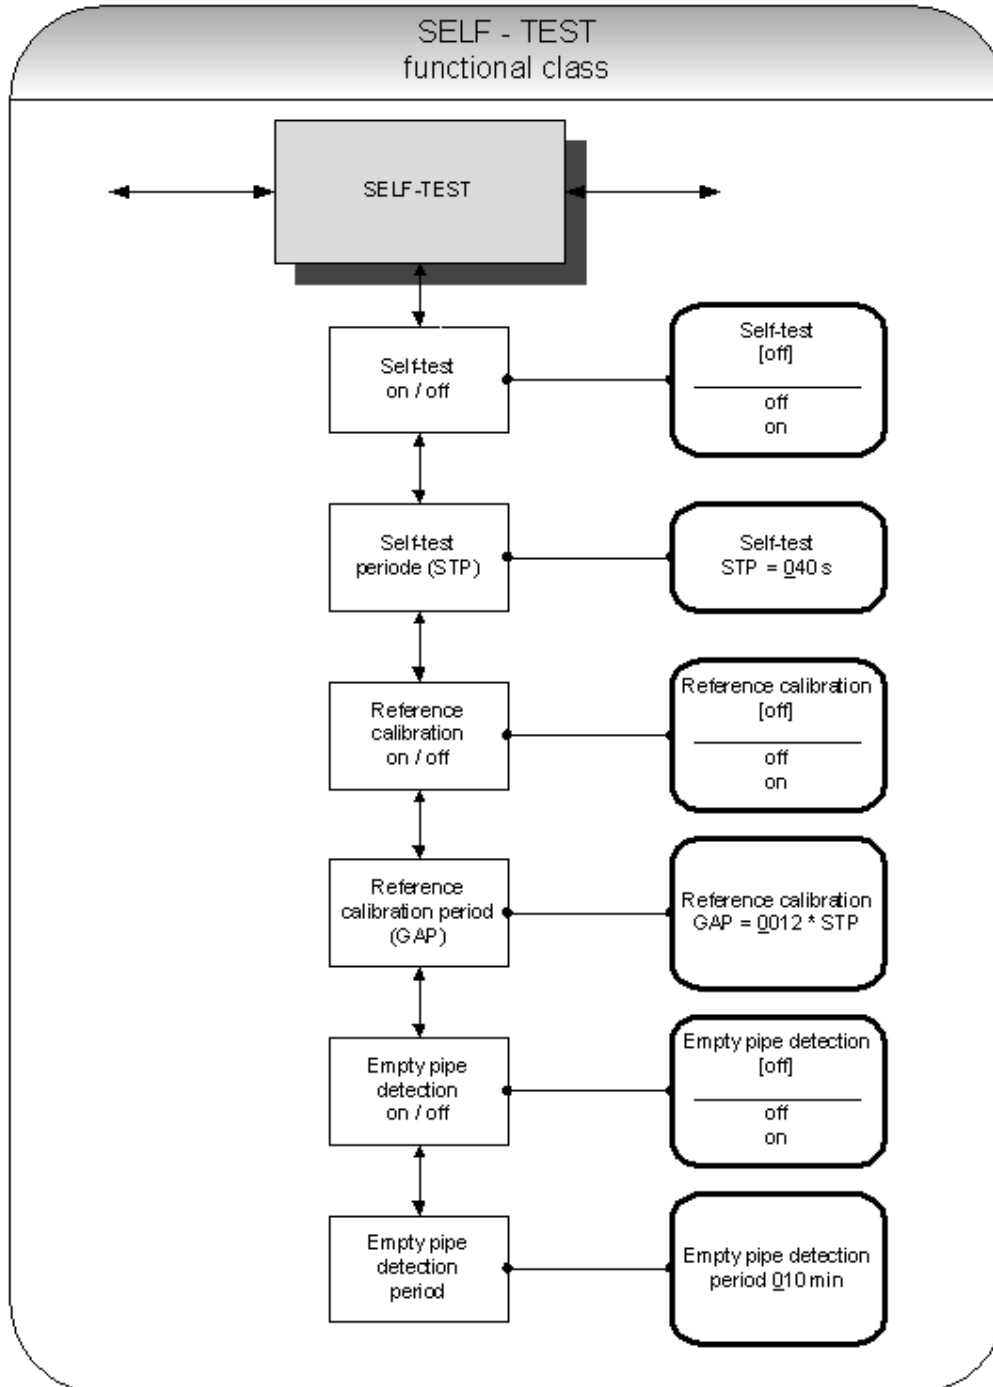 SELF - TEST
functional class
SELF-TEST
Self-test
on / off
Self-test
[off]
off
on
Self-test
periode (STP)
Self-test
STP = 040 s
Reference
calibration
on / off
Reference calibration
[off]
off
on
Reference
calibration period
(GAP)
Reference calibration
GAP = 0012 * STP
Empty pipe
detection
on / off
Empty pipe detection
[off]
off
on
Empty pipe
detection
period
Empty pipe detection
period 010 min